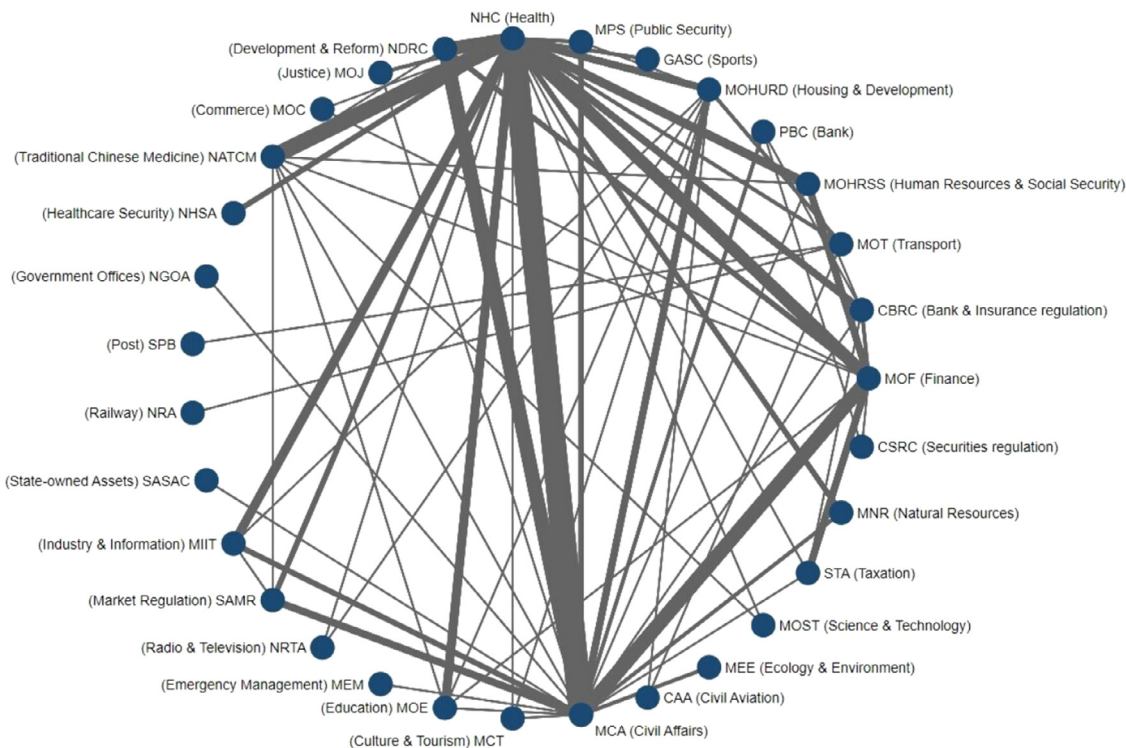 NHC (Health)
MPS (Public Security)
(Development & Reform) NDRC
GASC (Sports)
(Justice) MOJ
MOHURD (Housing & Development)
(Commerce) MOC
PBC (Bank)
(Traditional Chinese Medicine) NATCM
MOHRSS (Human Resources & Social Security)
(Healthcare Security) NHSA
MOT (Transport)
(Government Offices) NGOA
CBRC (Bank & Insurance regulation)
(Post) SPB
MOF (Finance)
(Railway) NRA
CSRC (Securities regulation)
(State-owned Assets) SASAC
MNR (Natural Resources)
(Industry & Information) MIIT
STA (Taxation)
(Market Regulation) SAMR
MOST (Science & Technology)
(Radio & Television) NRTA
MEE (Ecology & Environment)
(Emergency Management) MEM
CAA (Civil Aviation)
(Education) MOE
MCA (Civil Affairs)
(Culture & Tourism) MCT